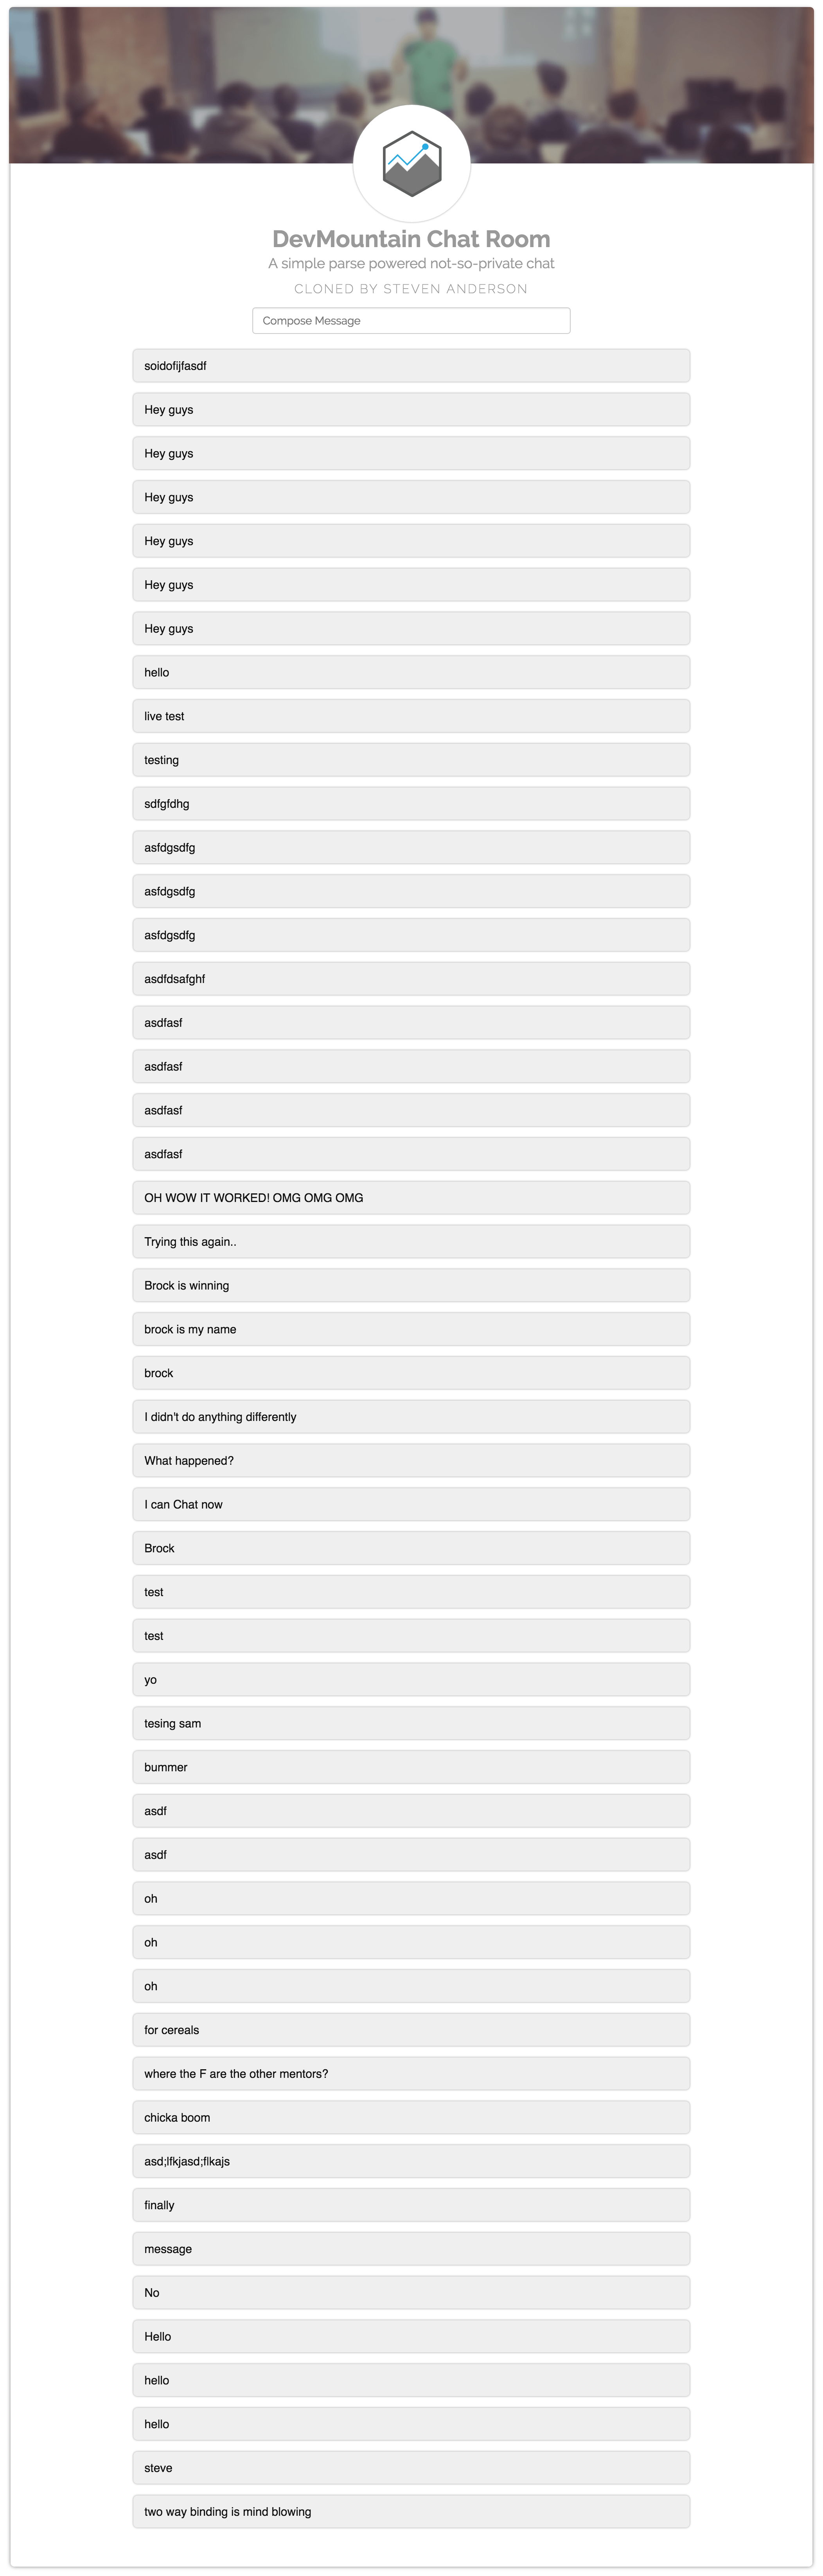 DevMountain Chat Room
A simple parse powered not-so-private chat
CLONED BY STEVEN ANDERSON
Compose Message
soidofijfasdf
Hey guys
Hey guys
Hey guys
Hey guys
Hey guys
Hey guys
hello
live test
testing
sdfgfdhg
asfdgsdfg
asfdgsdfg
asfdgsdfg
asdfdsafghf
asdfasf
asdfasf
asdfasf
asdfasf
OH WOW IT WORKED! OMG OMG OMG
Trying this again..
Brock is winning
brock is my name
brock
I didn't do anything differently
What happened?
I can Chat now
Brock
test
test
yo
tesing sam
bummer
asdf
asdf
oh
oh
oh
for cereals
where the F are the other mentors?
chicka boom
asd;lfkjasd;flkajs
finally
message
No
Hello
hello
hello
steve
two way binding is mind blowing